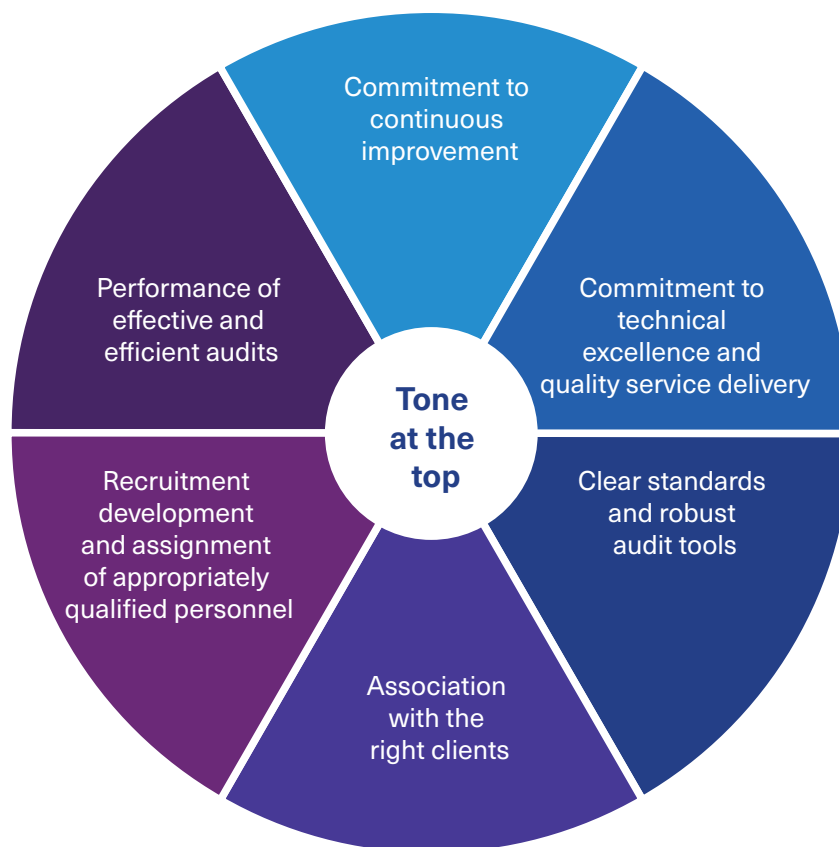 Commitment to
continuous
improvement
Performance of
effective and
efficient audits
Commitment to
technical
excellence and
quality service delivery
Tone
at the
top
Recruitment
development
and assignment
of appropriately
qualified personnel
Clear standards
and robust
audit tools
Association
with the
right clients